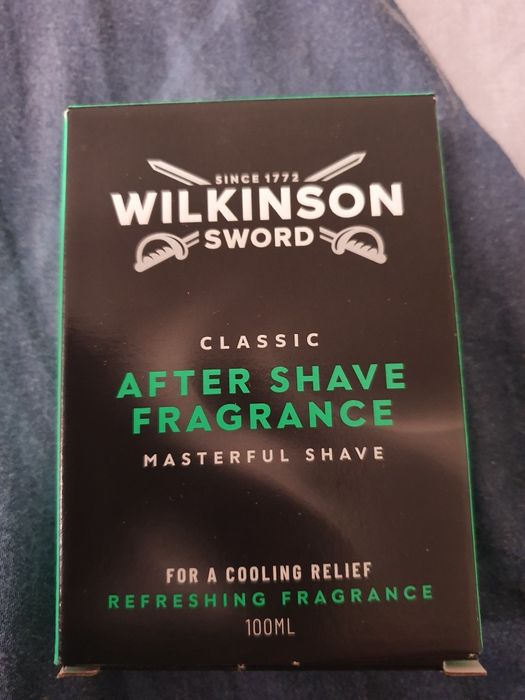 SINCE 1772
WILKINSON
SWORD
CLASSIC
AFTER SHAVE
FRAGRANCE
MASTERFUL SHAVE
FOR A COOLING RELIEF
REFRESHING FRAGRANCE
100ML